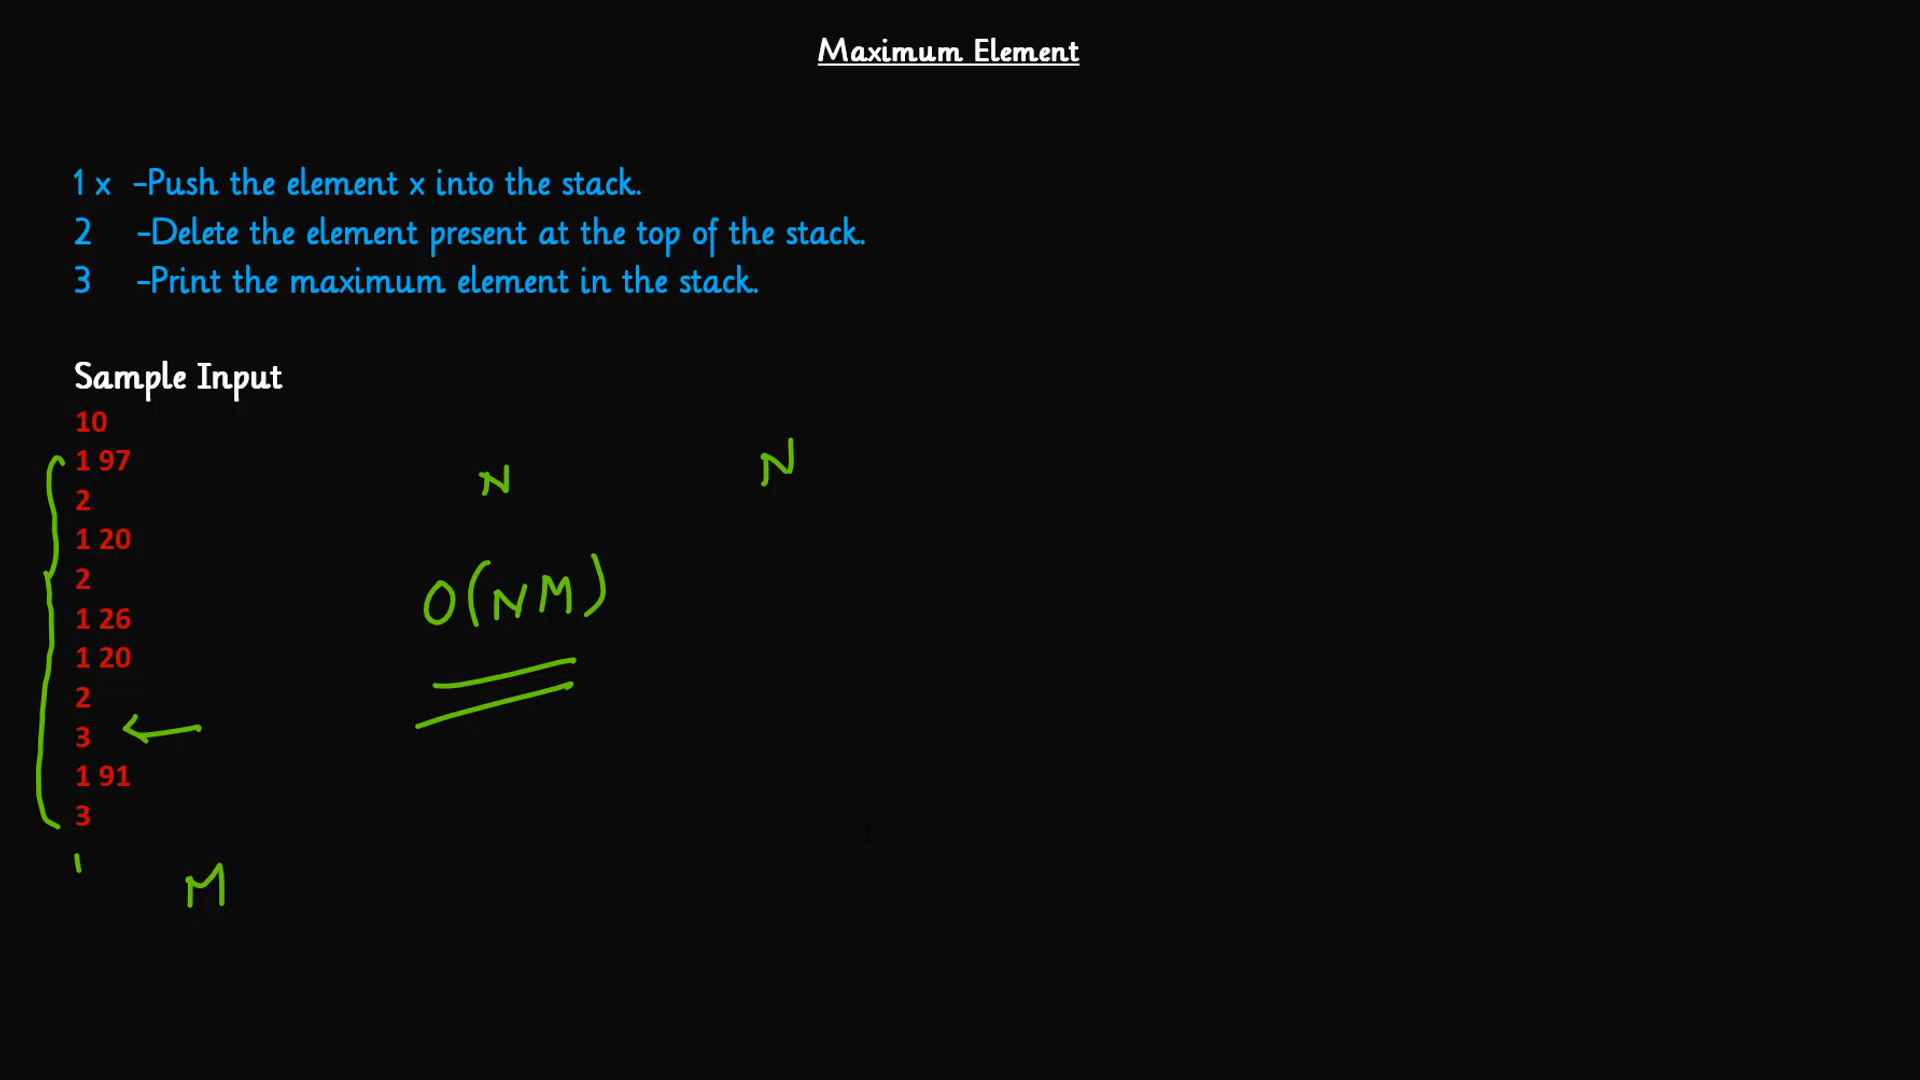 Maximum Element
1 x -Push the element x into the stack.
2 -Delete the element present at the top of the stack.
3 -Print the maximum element in the stack.
Sample Input
10
1 97
2
1 20
2
1 26
1 20
2
3
1 91
3
N
N
O(NM)
M